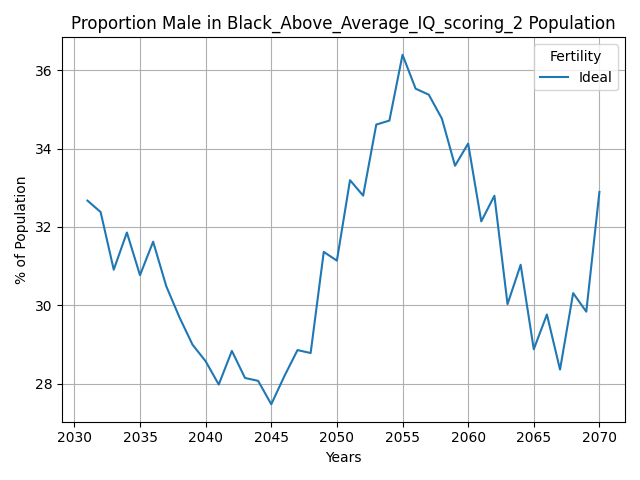 Proportion Male in Black_Above_Average_IQ_scoring_2 Population
Fertility
Ideal
% of Population
36
34
32
30
28
2030 2035 2040 2045 2050 2055 2060 2065 2070
Years